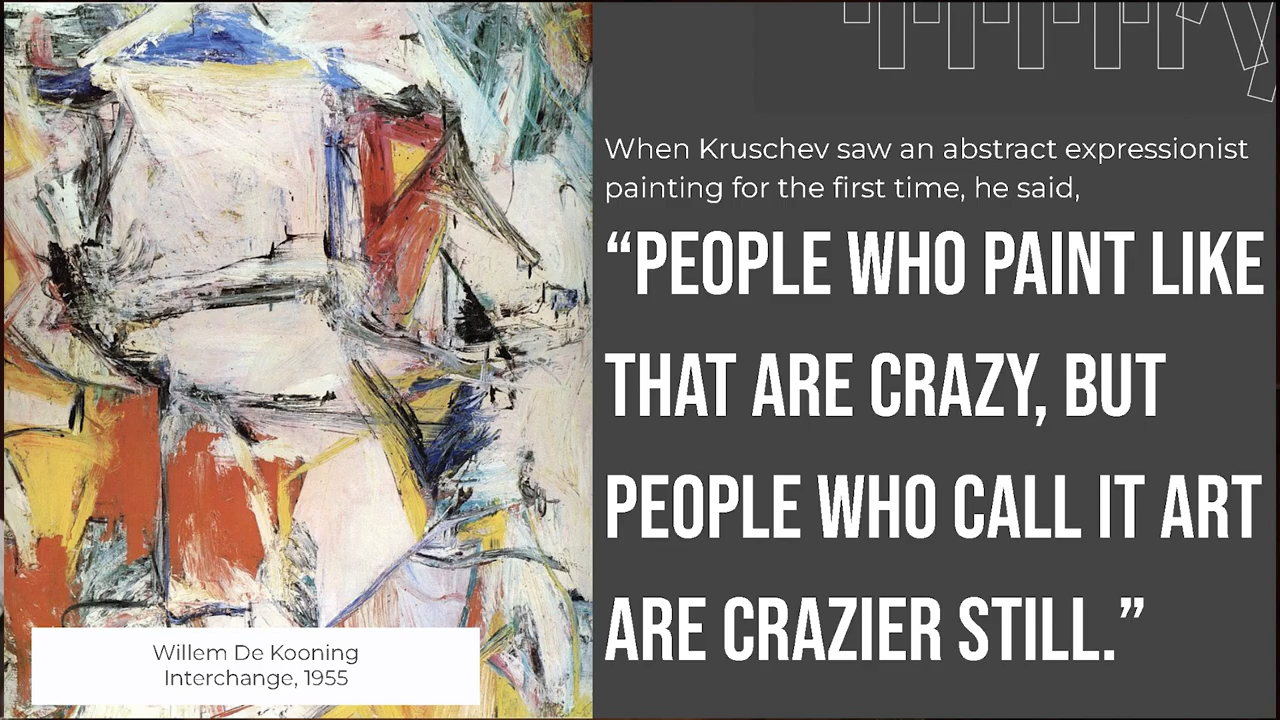 When Kruschev saw an abstract expressionist
painting for the first time, he said,
“PEOPLE WHO PAINT LIKE
THAT ARE CRAZY, BUT
PEOPLE WHO CALL IT ART
ARE CRAZIER STILL.”
Willem De Kooning
Interchange, 1955